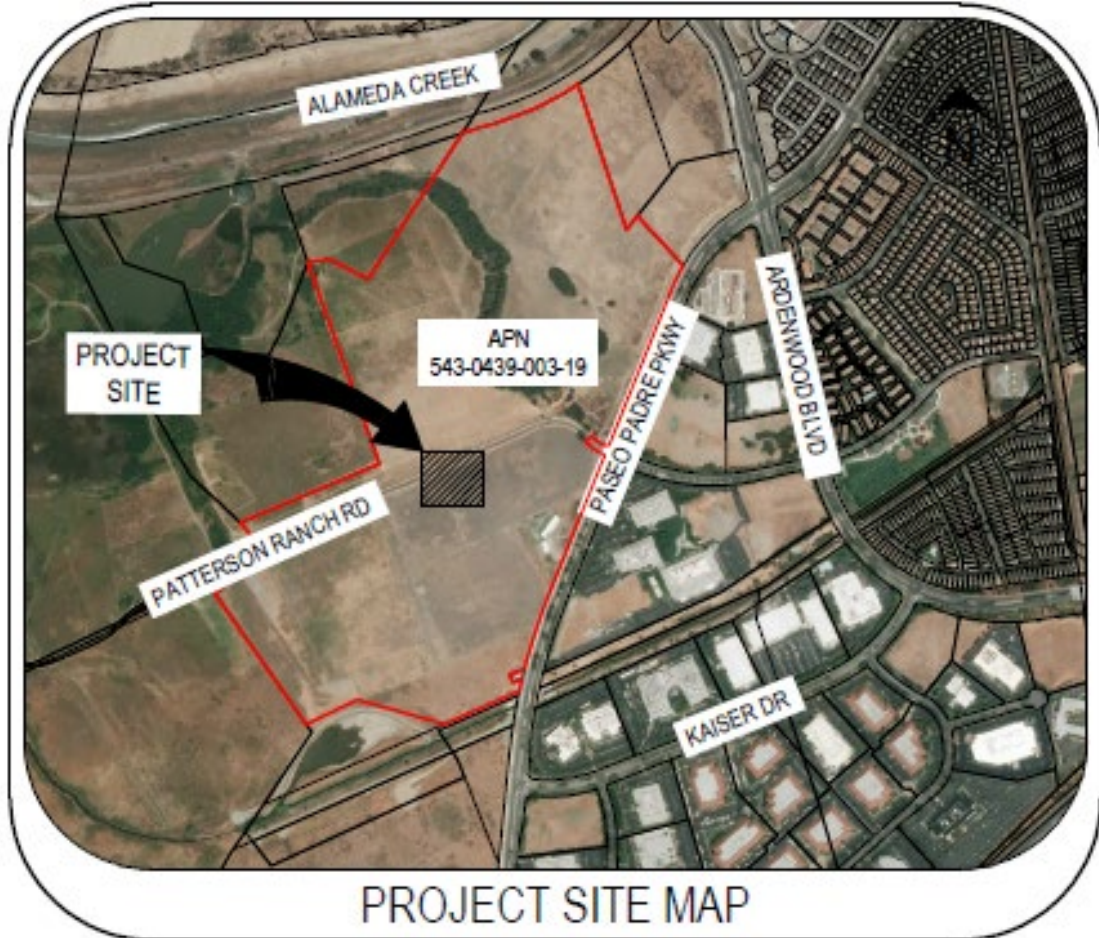 ALAMEDA CREEK
PROJECT
SITE
APN
543-0439-003-19
PASEO PADRE PKWY
ARDENWOOD BLVD
PATTERSON RANCH RD
KAISER DR
PROJECT SITE MAP